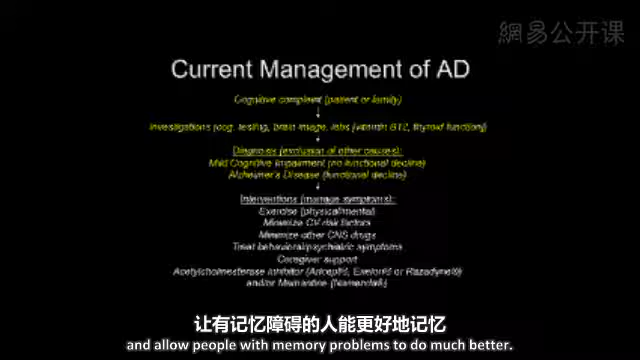 網易公开课
Current Management of AD
Cognitive complaint (patient or family)
Investigations (cog. testing, brain image, labs (vitamin B12, thyroid function))
Diagnosis (exclusion of other causes):
Mild Cognitive Impairment (no functional decline)
Alzheimer's Disease (functional decline)
Interventions (manage symptoms):
Exercise (physical/mental)
Minimize CV risk factors
Minimize other CNS drugs
Treat behavioral/psychiatric symptoms
Caregiver support
Acetylcholinesterase Inhibitor (Aricept®, Exelon® or Razadyne®)
and/or Memantine (Namenda®)
让有记忆障碍的人能更好地记忆
and allow people with memory problems to do much better.